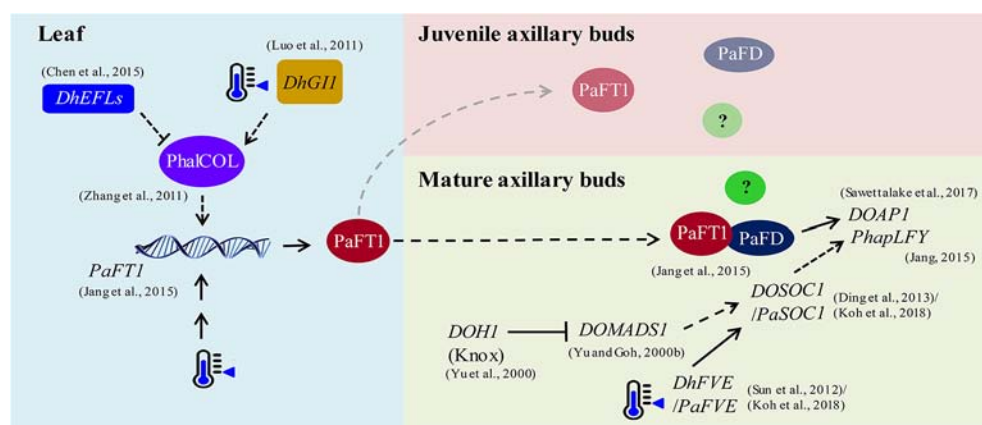 Leaf
(Luo et al., 2011)
(Chen et al., 2015)
DhEFLs
DhGI1
PhalCOL
(Zhang et al., 2011)
PaFT1
(Jang et al., 2015)
PaFT1
Juvenile axillary buds
PaFD
PaFT1
?
Mature axillary buds
?
(Sawettalake et al., 2017)
PaFT1
PaFD
DOAP1
PhapLFY
(Jang et al., 2015)
(Jang, 2015)
DOSOC1
/PaSOC1
(Ding et al., 2013)/
Koh et al., 2018)
DOH1
(Knox)
(Yu et al., 2000)
DOMADS1
(Yu and Goh, 2000b)
DhFVE
/PaFVE
(Sun et al., 2012)/
(Koh et al., 2018)